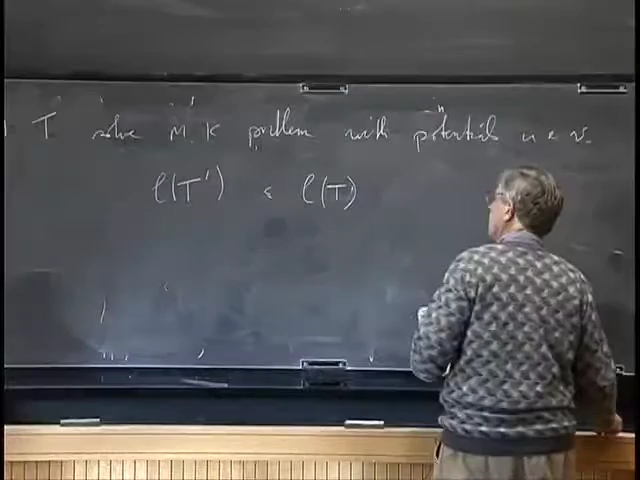 T solve M K problem with potentials u e v.
ℓ(T') < ℓ(T)